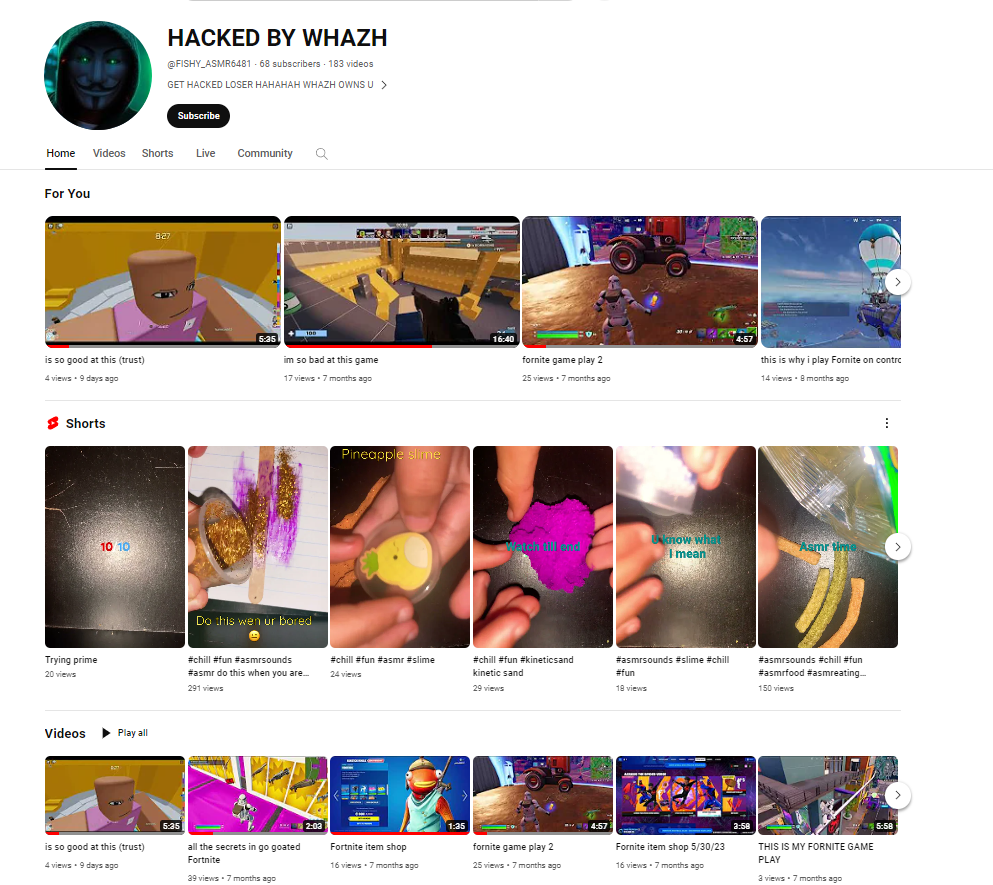 HACKED BY WHAZH
@FISHY_ASMR6481 · 68 subscribers · 183 videos
GET HACKED LOSER HAHAHAH WHAZH OWNS U
Subscribe
Home Videos Shorts Live Community
For You
8:27
5:35
100
16:40
4:57
is so good at this (trust)
4 views • 9 days ago
im so bad at this game
17 views • 7 months ago
fornite game play 2
25 views • 7 months ago
this is why i play Fornite on contro
14 views • 8 months ago
Shorts
10 10
Do this wen ur bored
Pineapple slime
Watch till end
U know what
I mean
Asmr time
Trying prime
20 views
#chill #fun #asmrsounds
#asmr do this when you are...
291 views
#chill #fun #asmr #slime
24 views
#chill #fun #kineticsand
kinetic sand
29 views
#asmrsounds #slime #chill
#fun
18 views
#asmrsounds #chill #fun
#asmrfood #asmreating...
150 views
Videos Play all
8:27
5:35
2:03
1:35
4:57
3:58
5:58
is so good at this (trust)
4 views • 9 days ago
all the secrets in go goated
Fortnite
39 views • 7 months ago
Fortnite item shop
16 views • 7 months ago
fornite game play 2
25 views • 7 months ago
Fornite item shop 5/30/23
16 views • 7 months ago
THIS IS MY FORNITE GAME
PLAY
3 views • 7 months ago